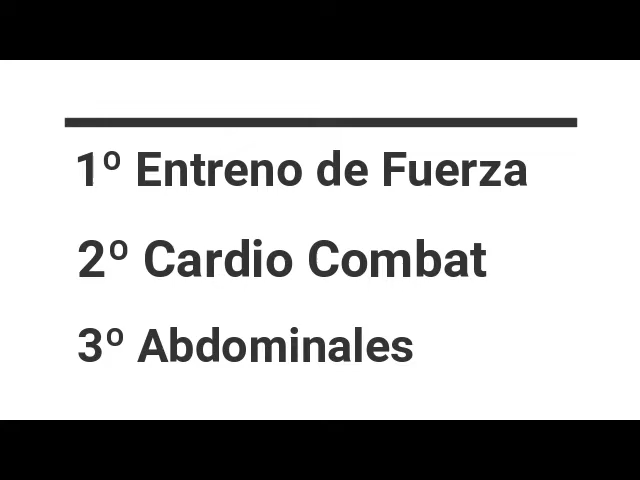 1º Entreno de Fuerza
2º Cardio Combat
3º Abdominales